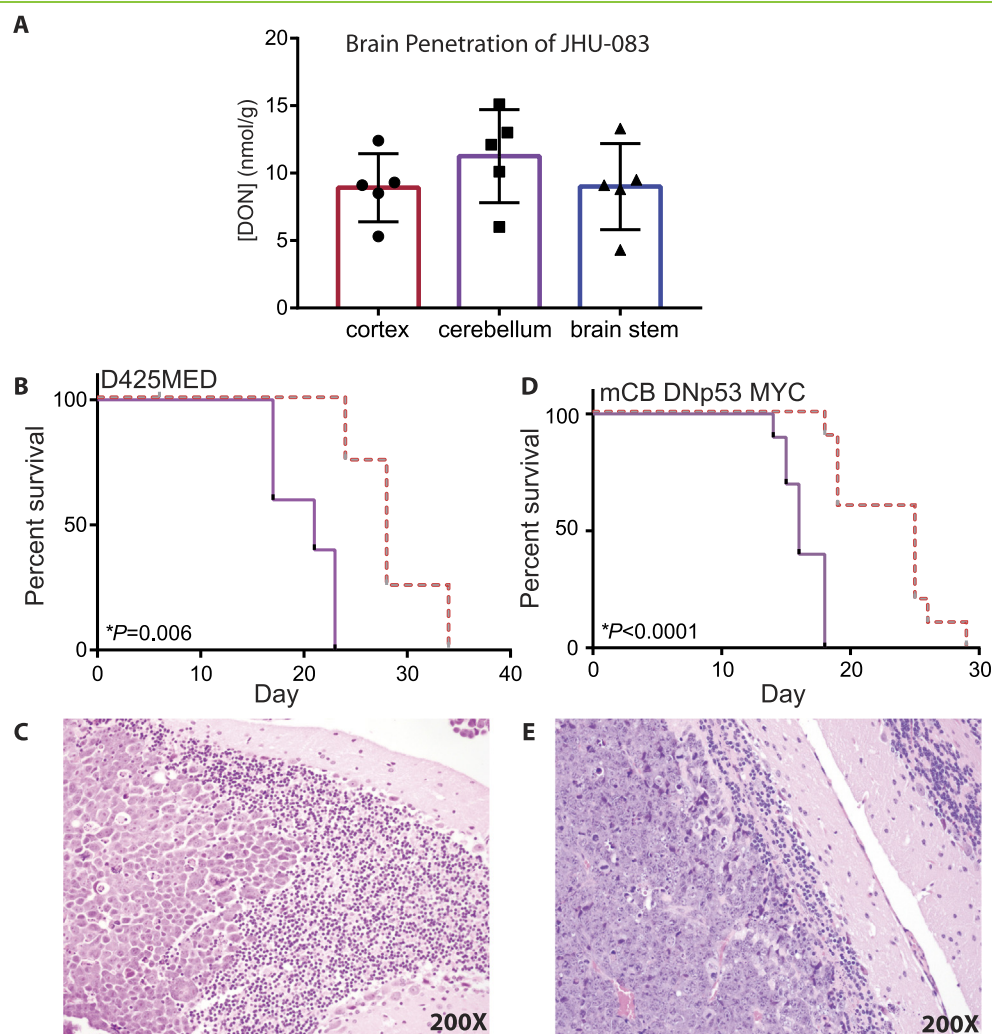 A
Brain Penetration of JHU-083
[DON] (nmol/g)
20
15
10
5
0
cortex cerebellum brain stem
B
D425MED
Percent survival
100
50
0
*P=0.006
0 10 20 30 40
Day
D
mCB DNp53 MYC
Percent survival
100
50
0
*P<0.0001
0 10 20 30
Day
C
200X
E
200X